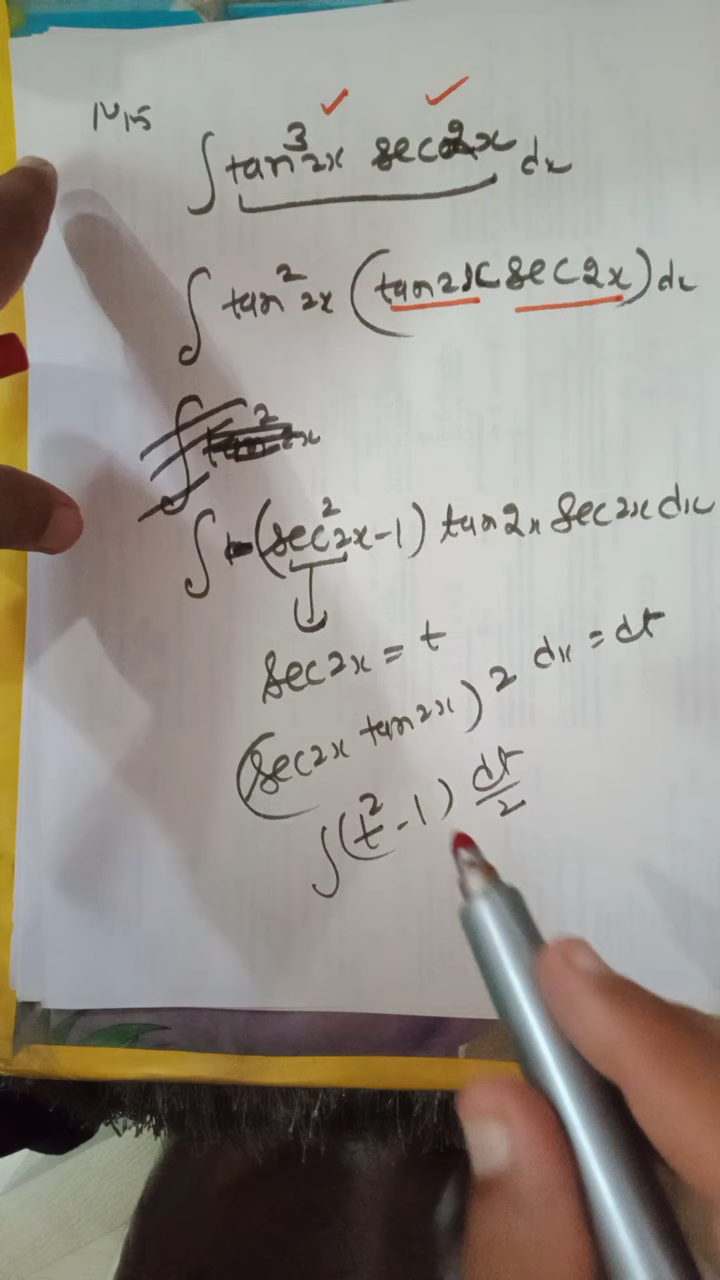 ∫ tan³2x sec2x dx
∫ tan²2x (tan2x sec2x) dx
∫ (sec²2x-1) tan2x sec2x dx
sec2x = t
(sec2x tan2x) 2 dx = dt
∫(t²-1) dt/2